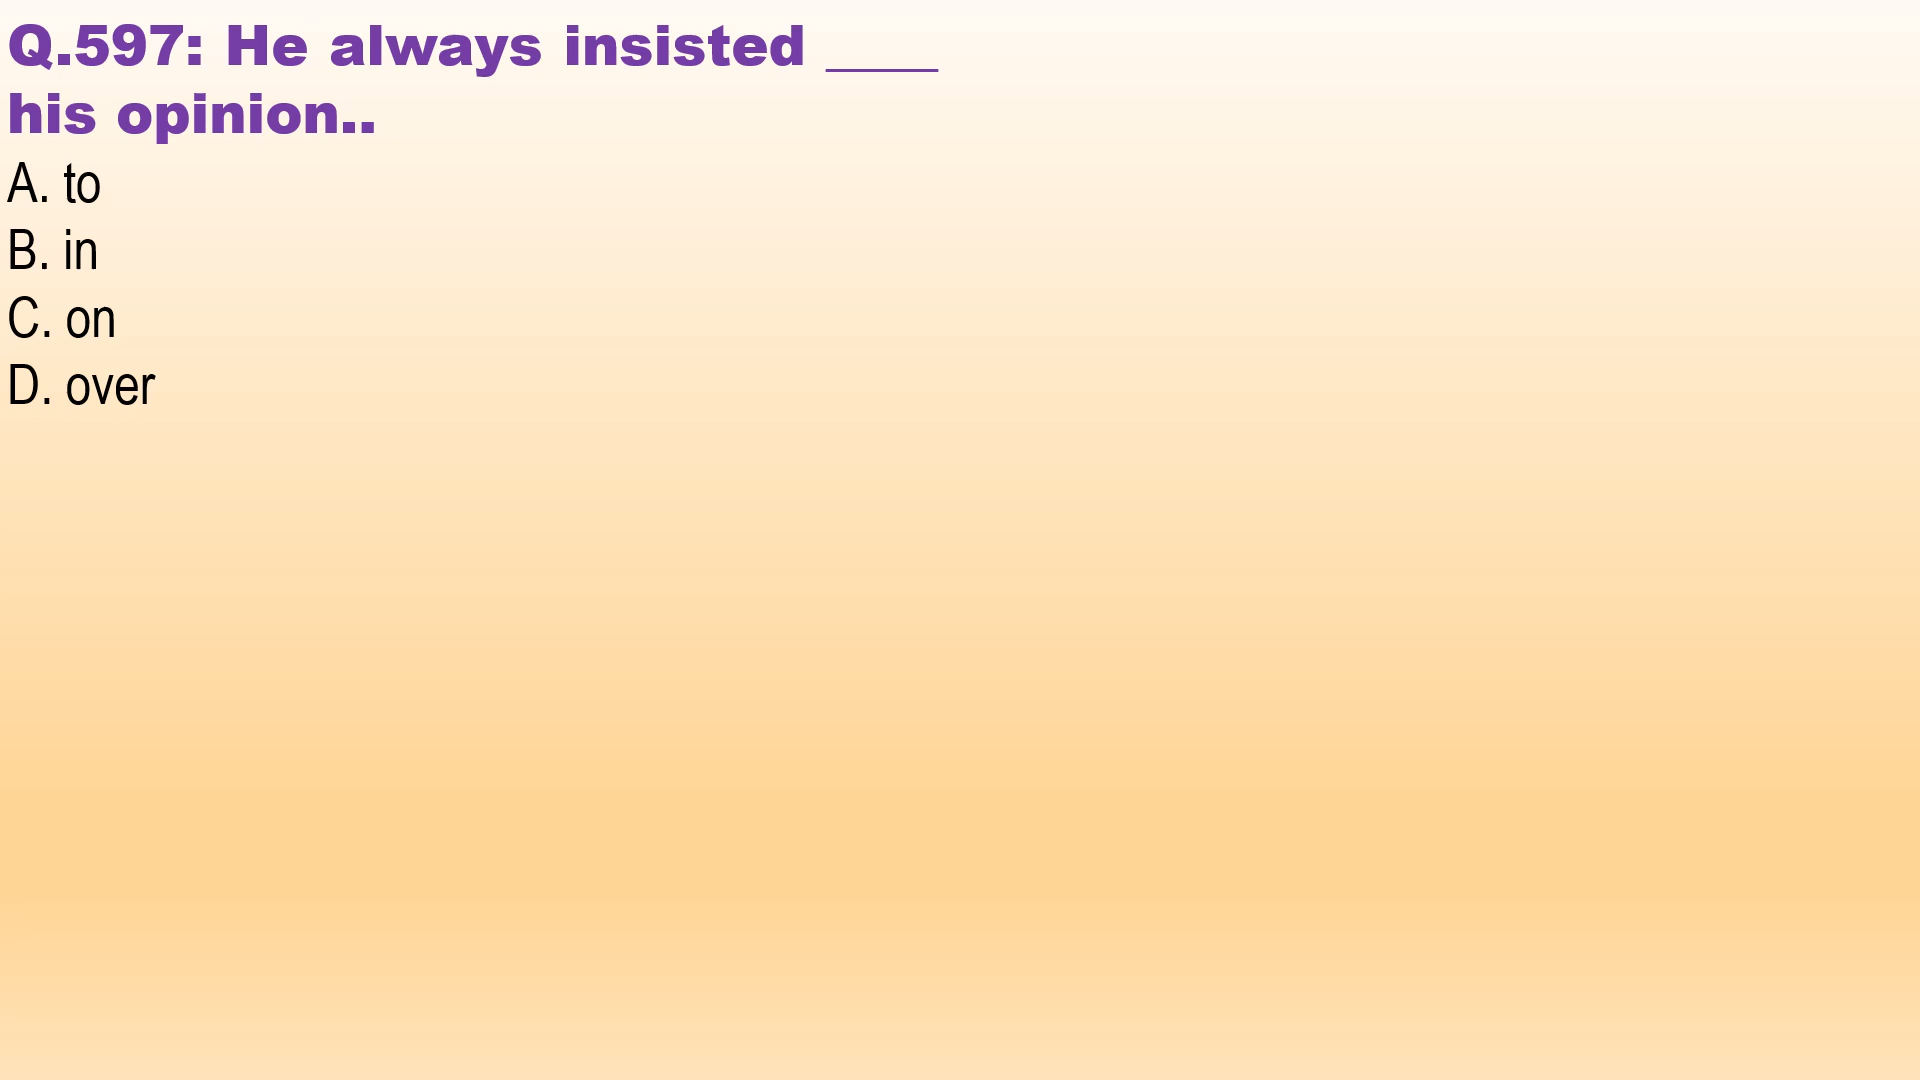 Q.597: He always insisted ____
his opinion..
A. to
B. in
C. on
D. over